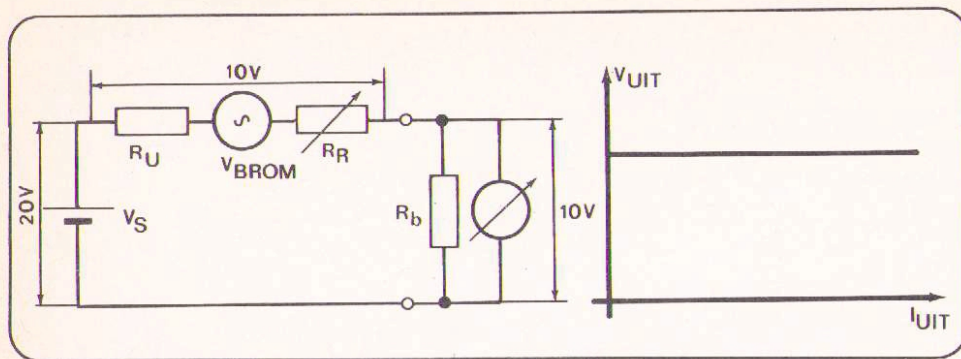 10V
R_U
V_BROM
R_R
20V
V_S
R_b
10V
V_UIT
I_UIT